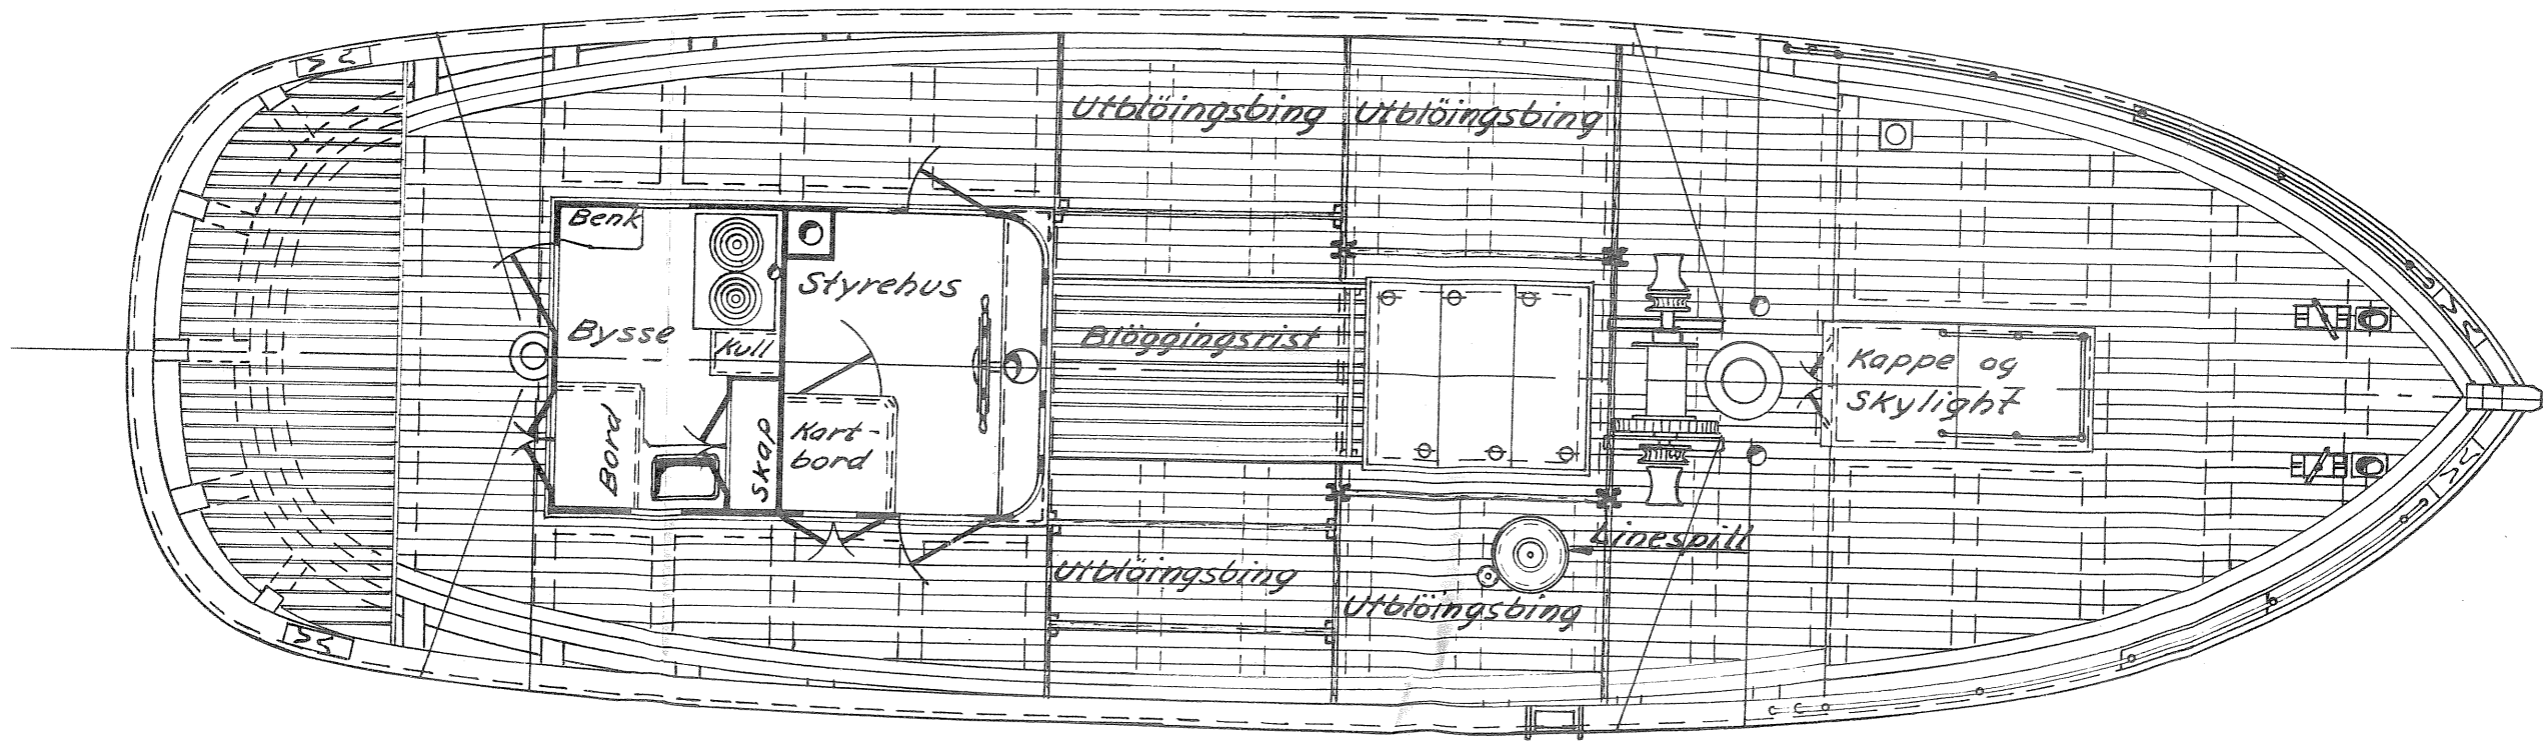 Utblöingsbing
Utblöingsbing
Benk
Styrehus
Bysse
Kull
Blöggingsrist
Kappe og
Skylight
Bord
Skap
Kart-
bord
Linespill
Utblöingsbing
Utblöingsbing